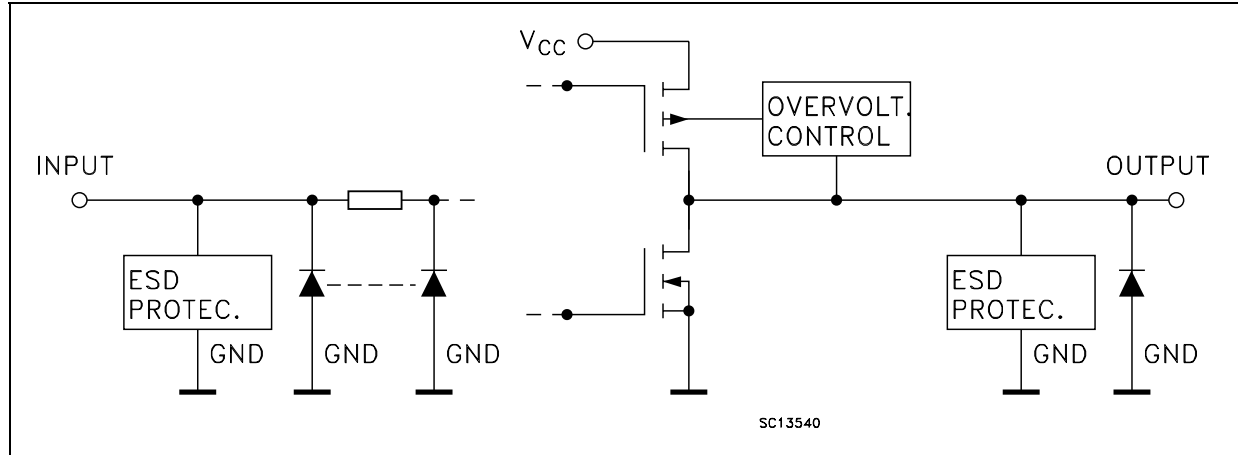 VCC
OVERVOLT.
CONTROL
INPUT
OUTPUT
ESD
PROTEC.
GND
GND
GND
ESD
PROTEC.
GND
GND
SC13540